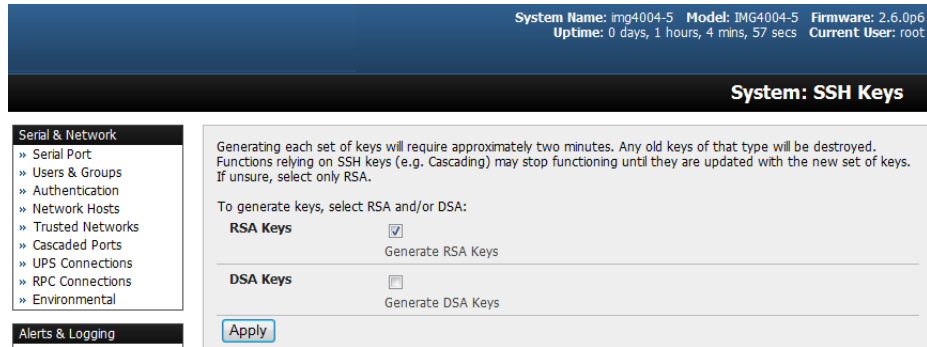 System Name: img4004-5 Model: IMG4004-5 Firmware: 2.6.0p6
Uptime: 0 days, 1 hours, 4 mins, 57 secs Current User: root
System: SSH Keys
Serial & Network
» Serial Port
» Users & Groups
» Authentication
» Network Hosts
» Trusted Networks
» Cascaded Ports
» UPS Connections
» RPC Connections
» Environmental
Alerts & Logging
Generating each set of keys will require approximately two minutes. Any old keys of that type will be destroyed.
Functions relying on SSH keys (e.g. Cascading) may stop functioning until they are updated with the new set of keys.
If unsure, select only RSA.
To generate keys, select RSA and/or DSA:
RSA Keys
Generate RSA Keys
DSA Keys
Generate DSA Keys
Apply